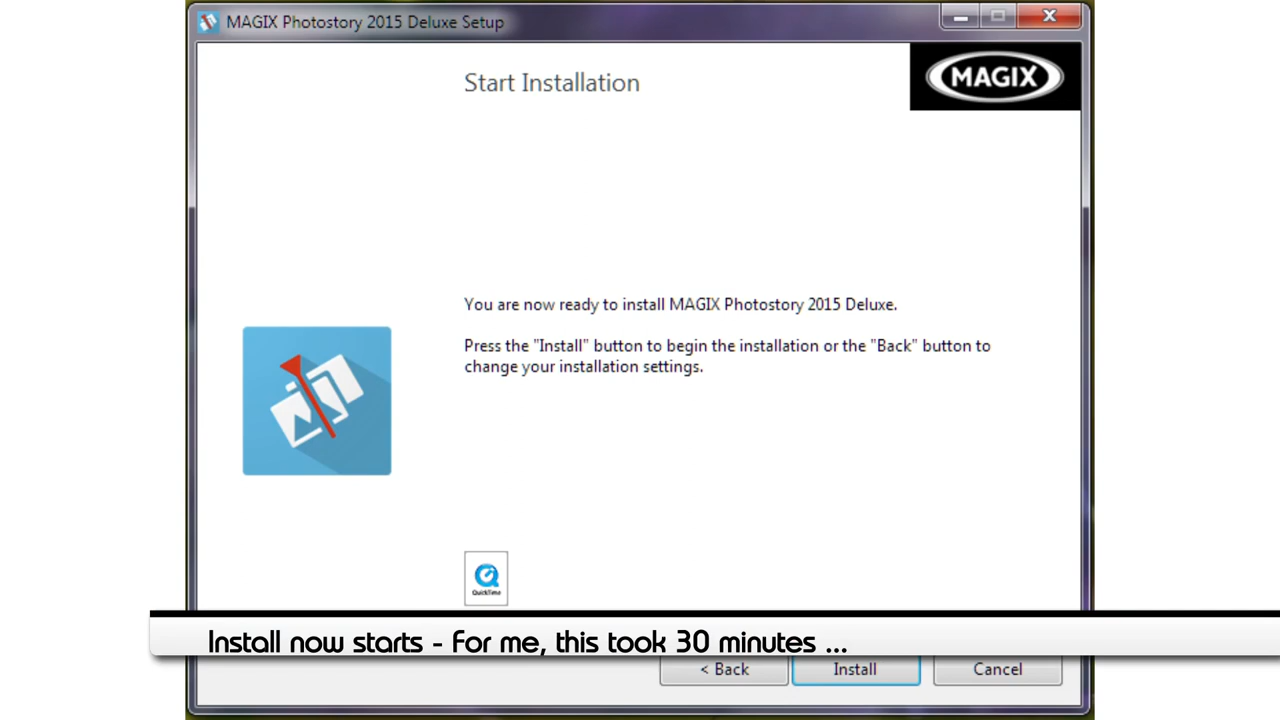 MAGIX Photostory 2015 Deluxe Setup
Start Installation
MAGIX
You are now ready to install MAGIX Photostory 2015 Deluxe.
Press the "Install" button to begin the installation or the "Back" button to
change your installation settings.
QuickTime
Install now starts - For me, this took 30 minutes ...
< Back
Install
Cancel